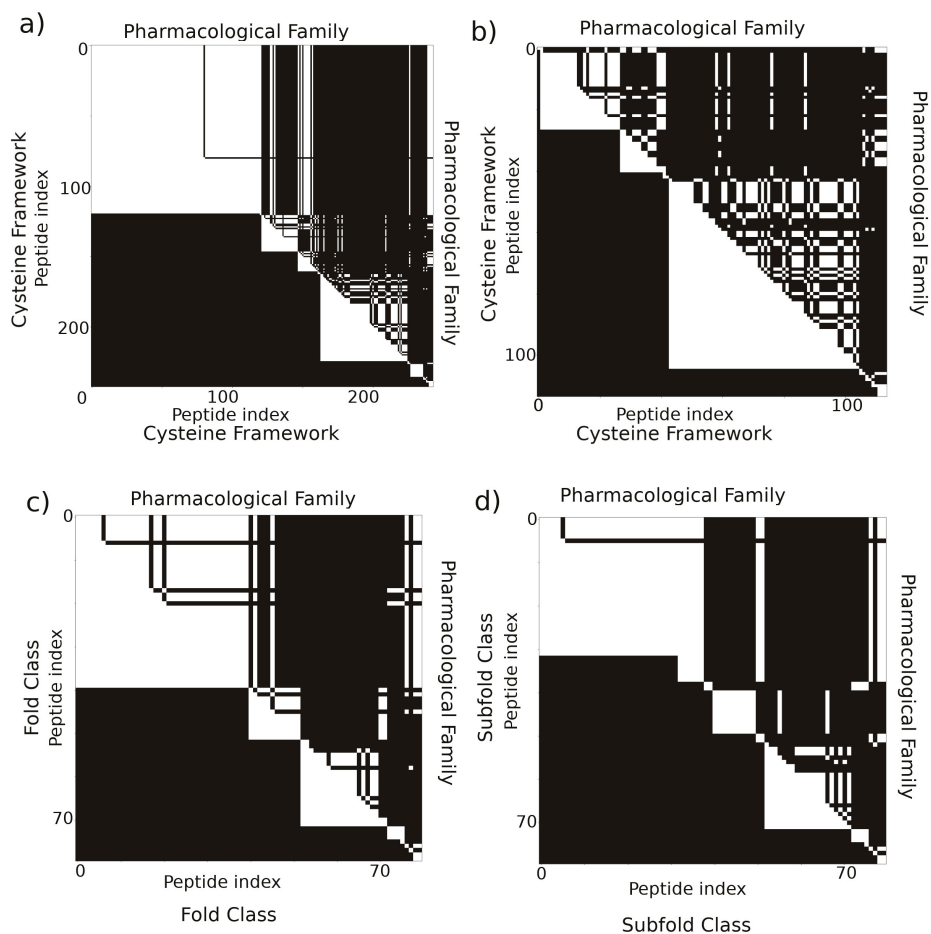 a)
Pharmacological Family
0
100
200
Cysteine Framework
Peptide index
Pharmacological Family
0
100
200
Peptide index
Cysteine Framework
b)
Pharmacological Family
0
100
Cysteine Framework
Peptide index
Pharmacological Family
0
100
Peptide index
Cysteine Framework
c)
Pharmacological Family
0
70
Fold Class
Peptide index
Pharmacological Family
0
70
Peptide index
Fold Class
d)
Pharmacological Family
0
70
Subfold Class
Peptide index
Pharmacological Family
0
70
Peptide index
Subfold Class